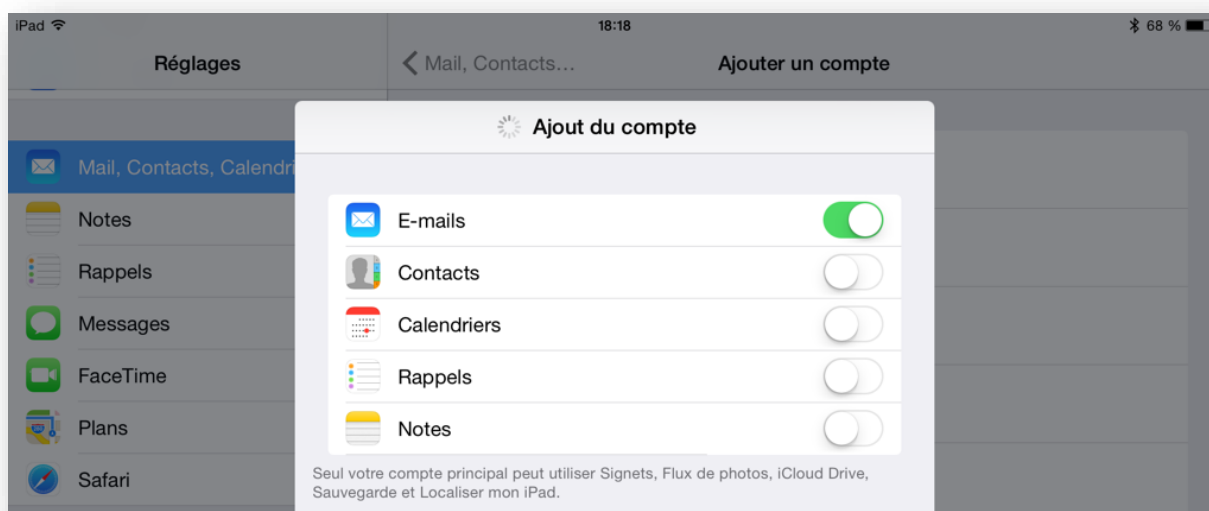 iPad 18:18 68 %
Réglages
Mail, Contacts...
Ajouter un compte
Mail, Contacts, Calendri
Notes
Rappels
Messages
FaceTime
Plans
Safari
Ajout du compte
E-mails
Contacts
Calendriers
Rappels
Notes
Seul votre compte principal peut utiliser Signets, Flux de photos, iCloud Drive,
Sauvegarde et Localiser mon iPad.